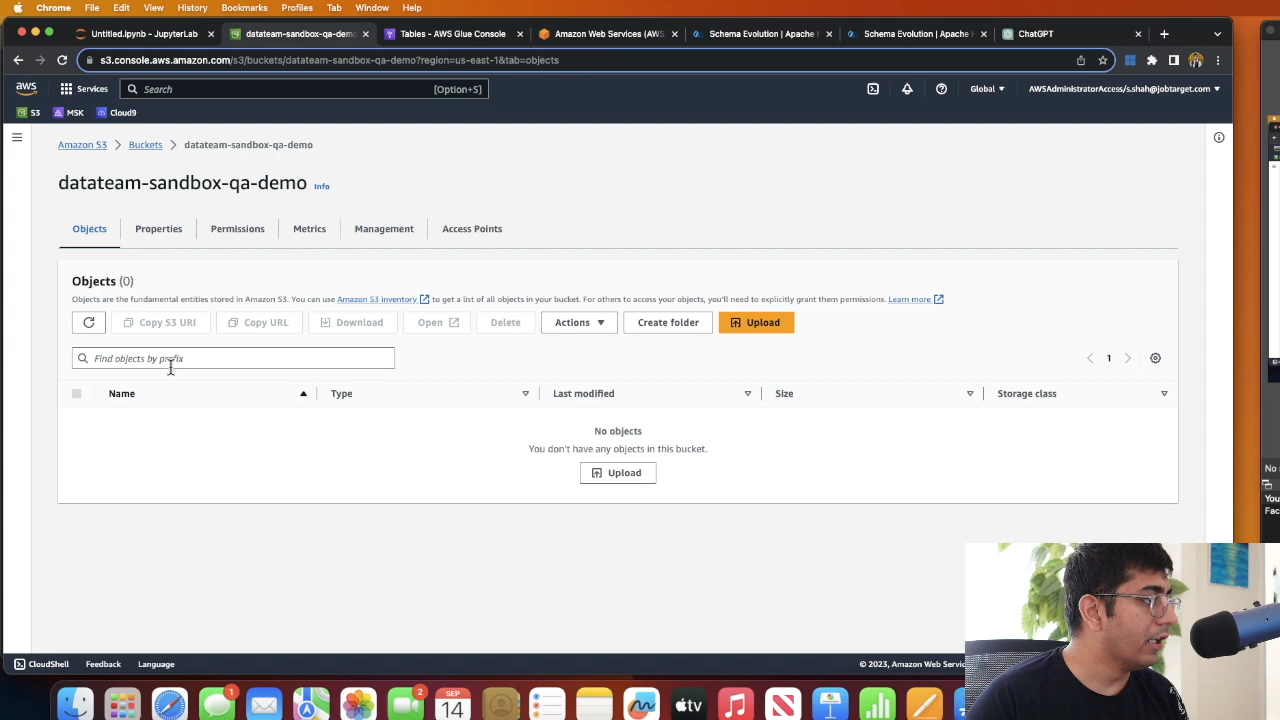 Chrome File Edit View History Bookmarks Profiles Tab Window Help
Untitled.ipynb - JupyterLab
datateam-sandbox-qa-demo
Tables - AWS Glue Console
Amazon Web Services (AWS
Schema Evolution | Apache
Schema Evolution | Apache
ChatGPT
s3.console.aws.amazon.com/s3/buckets/datateam-sandbox-qa-demo?region=us-east-1&tab=objects
aws Services Search [Option+S] Global AWSAdministratorAccess/s.shah@jobtarget.com
S3 MSK Cloud9
Amazon S3 > Buckets > datateam-sandbox-qa-demo
datateam-sandbox-qa-demo Info
Objects Properties Permissions Metrics Management Access Points
Objects (0)
Objects are the fundamental entities stored in Amazon S3. You can use Amazon S3 inventory to get a list of all objects in your bucket. For others to access your objects, you'll need to explicitly grant them permissions. Learn more
Copy S3 URI Copy URL Download Open Delete Actions Create folder Upload
Find objects by prefix
1
Name Type Last modified Size Storage class
No objects
You don't have any objects in this bucket.
Upload
No
You
Fac
CloudShell Feedback Language © 2023, Amazon Web
1
2
SEP
14
tv